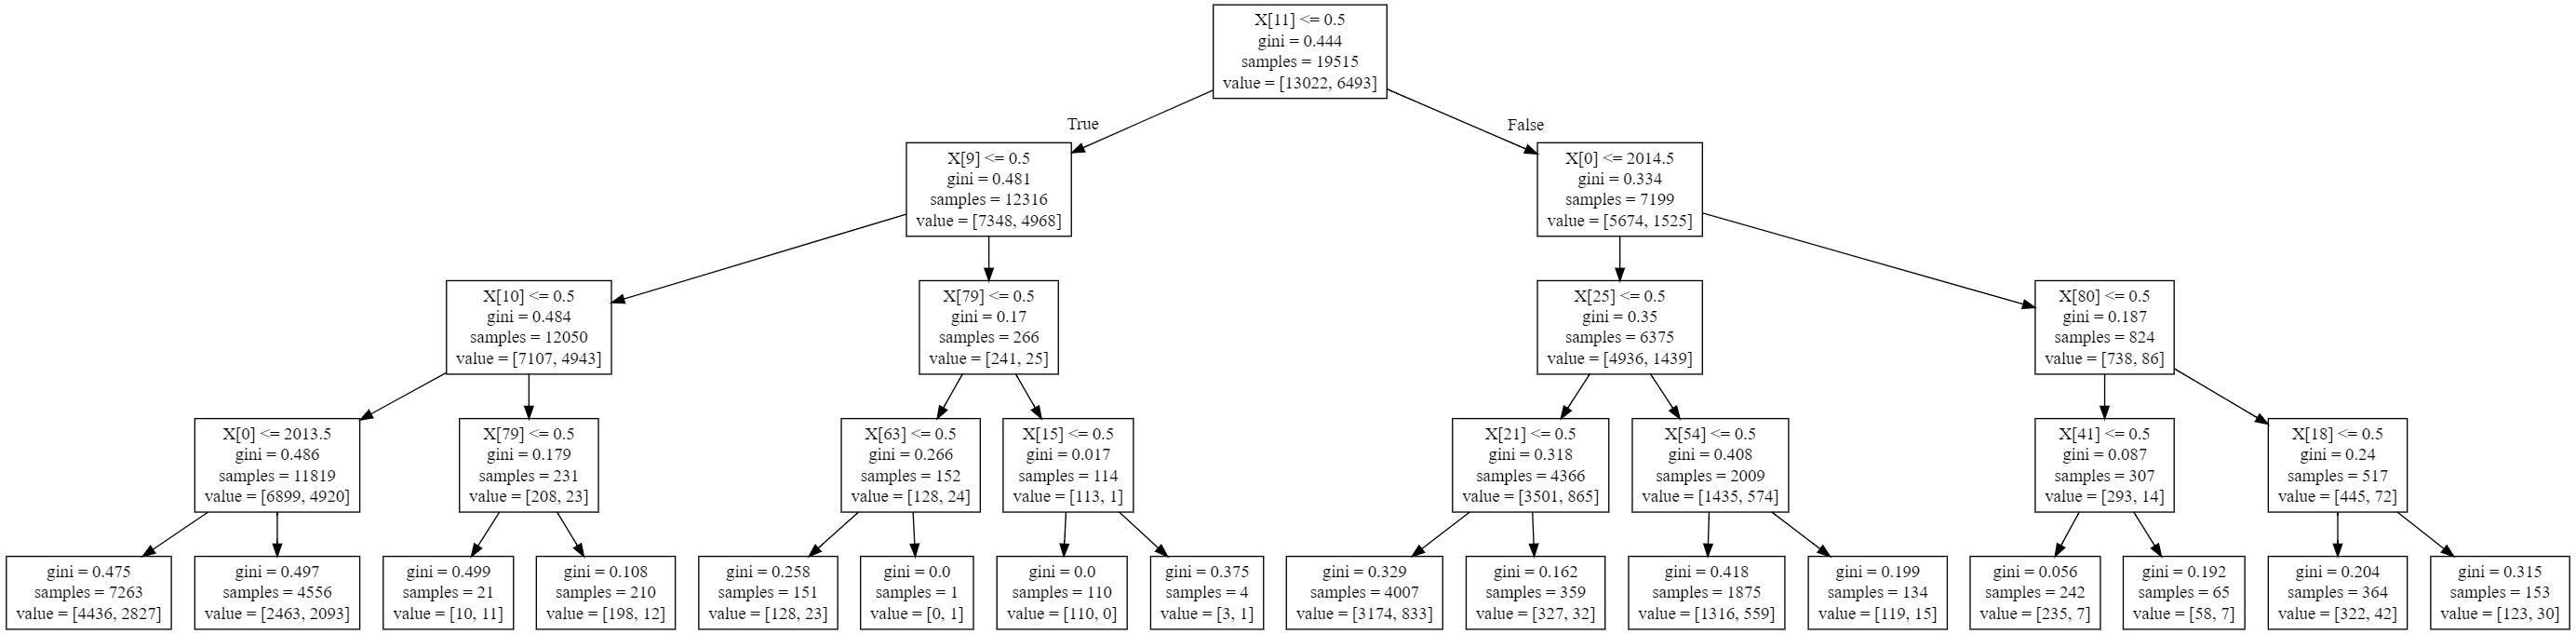 X[11] <= 0.5
gini = 0.444
samples = 19515
value = [13022, 6493]
True
False
X[9] <= 0.5
gini = 0.481
samples = 12316
value = [7348, 4968]
X[0] <= 2014.5
gini = 0.334
samples = 7199
value = [5674, 1525]
X[10] <= 0.5
gini = 0.484
samples = 12050
value = [7107, 4943]
X[79] <= 0.5
gini = 0.17
samples = 266
value = [241, 25]
X[25] <= 0.5
gini = 0.35
samples = 6375
value = [4936, 1439]
X[80] <= 0.5
gini = 0.187
samples = 824
value = [738, 86]
X[0] <= 2013.5
gini = 0.486
samples = 11819
value = [6899, 4920]
X[79] <= 0.5
gini = 0.179
samples = 231
value = [208, 23]
X[63] <= 0.5
gini = 0.266
samples = 152
value = [128, 24]
X[15] <= 0.5
gini = 0.017
samples = 114
value = [113, 1]
X[21] <= 0.5
gini = 0.318
samples = 4366
value = [3501, 865]
X[54] <= 0.5
gini = 0.408
samples = 2009
value = [1435, 574]
X[41] <= 0.5
gini = 0.087
samples = 307
value = [293, 14]
X[18] <= 0.5
gini = 0.24
samples = 517
value = [445, 72]
gini = 0.475
samples = 7263
value = [4436, 2827]
gini = 0.497
samples = 4556
value = [2463, 2093]
gini = 0.499
samples = 21
value = [10, 11]
gini = 0.108
samples = 210
value = [198, 12]
gini = 0.258
samples = 151
value = [128, 23]
gini = 0.0
samples = 1
value = [0, 1]
gini = 0.0
samples = 110
value = [110, 0]
gini = 0.375
samples = 4
value = [3, 1]
gini = 0.329
samples = 4007
value = [3174, 833]
gini = 0.162
samples = 359
value = [327, 32]
gini = 0.418
samples = 1875
value = [1316, 559]
gini = 0.199
samples = 134
value = [119, 15]
gini = 0.056
samples = 242
value = [235, 7]
gini = 0.192
samples = 65
value = [58, 7]
gini = 0.204
samples = 364
value = [322, 42]
gini = 0.315
samples = 153
value = [123, 30]